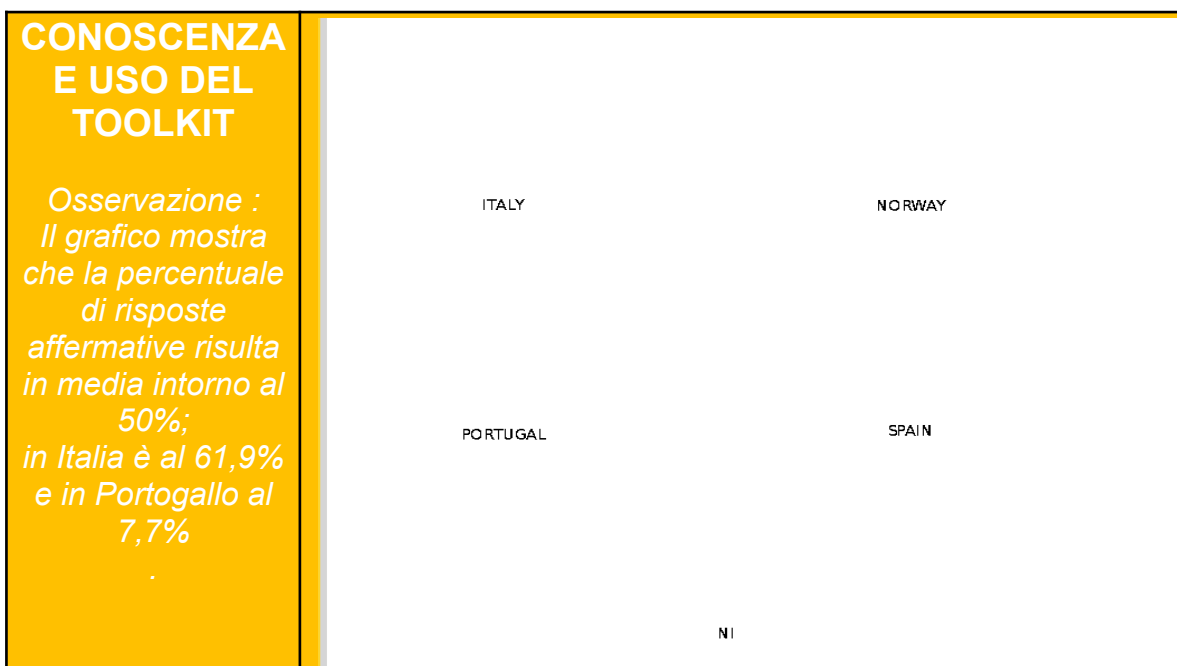 CONOSCENZA
E USO DEL
TOOLKIT
Osservazione :
Il grafico mostra
che la percentuale
di risposte
affermative risulta
in media intorno al
50%;
in Italia è al 61,9%
e in Portogallo al
7,7%
.
ITALY
NORWAY
PORTUGAL
SPAIN
NI